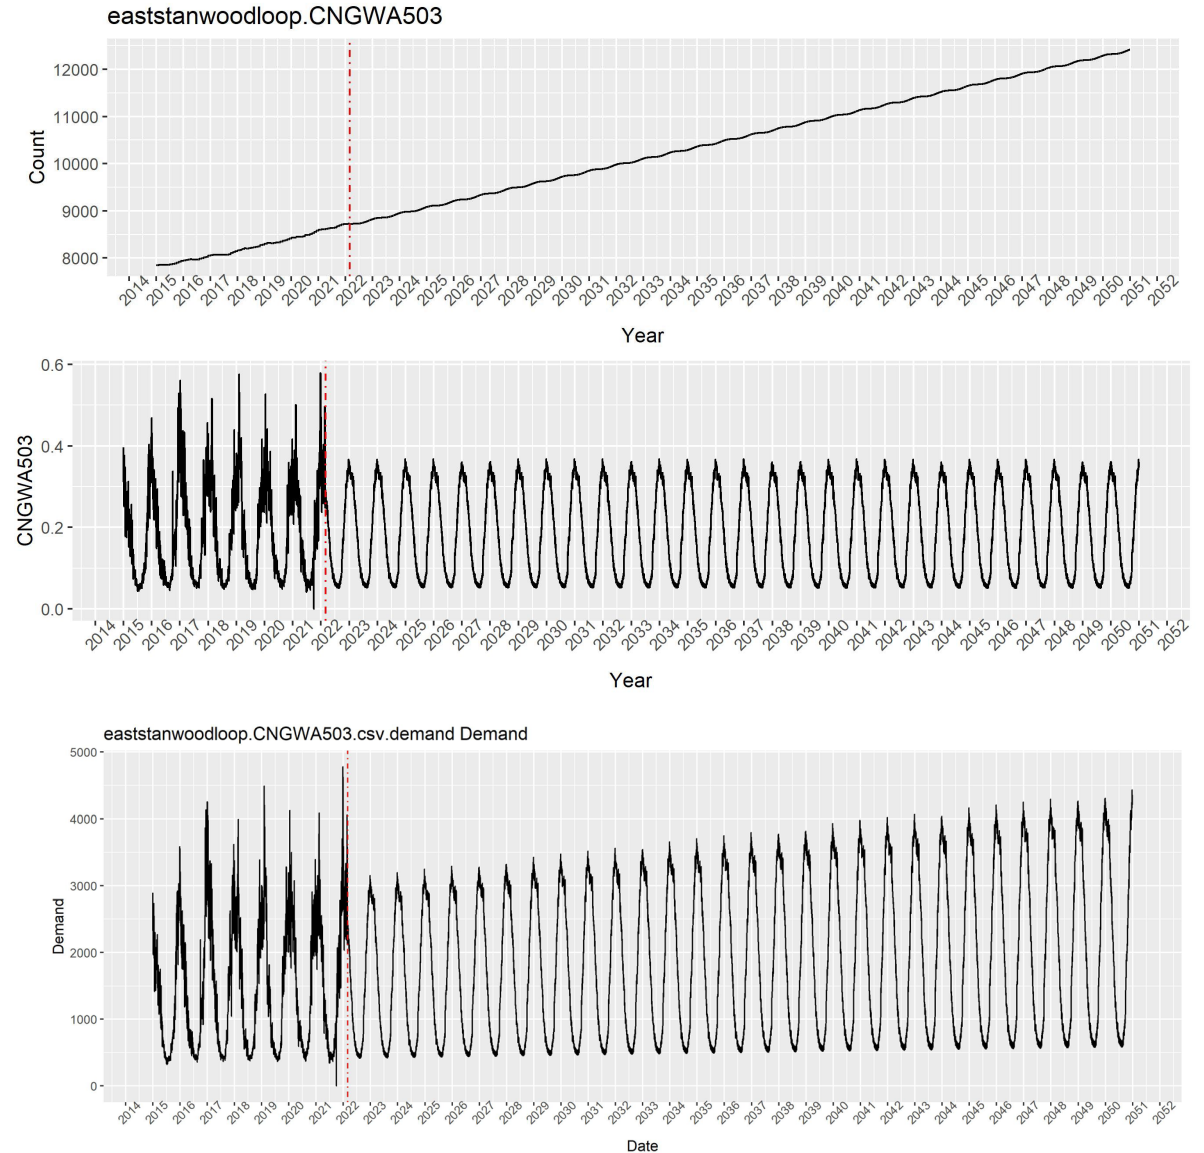 eaststanwoodloop.CNGWA503
Count
12000
11000
10000
9000
8000
2014 2015 2016 2017 2018 2019 2020 2021 2022 2023 2024 2025 2026 2027 2028 2029 2030 2031 2032 2033 2034 2035 2036 2037 2038 2039 2040 2041 2042 2043 2044 2045 2046 2047 2048 2049 2050 2051 2052
Year
CNGWA503
0.6
0.4
0.2
0.0
2014 2015 2016 2017 2018 2019 2020 2021 2022 2023 2024 2025 2026 2027 2028 2029 2030 2031 2032 2033 2034 2035 2036 2037 2038 2039 2040 2041 2042 2043 2044 2045 2046 2047 2048 2049 2050 2051 2052
Year
eaststanwoodloop.CNGWA503.csv.demand Demand
Demand
5000
4000
3000
2000
1000
0
2014 2015 2016 2017 2018 2019 2020 2021 2022 2023 2024 2025 2026 2027 2028 2029 2030 2031 2032 2033 2034 2035 2036 2037 2038 2039 2040 2041 2042 2043 2044 2045 2046 2047 2048 2049 2050 2051 2052
Date